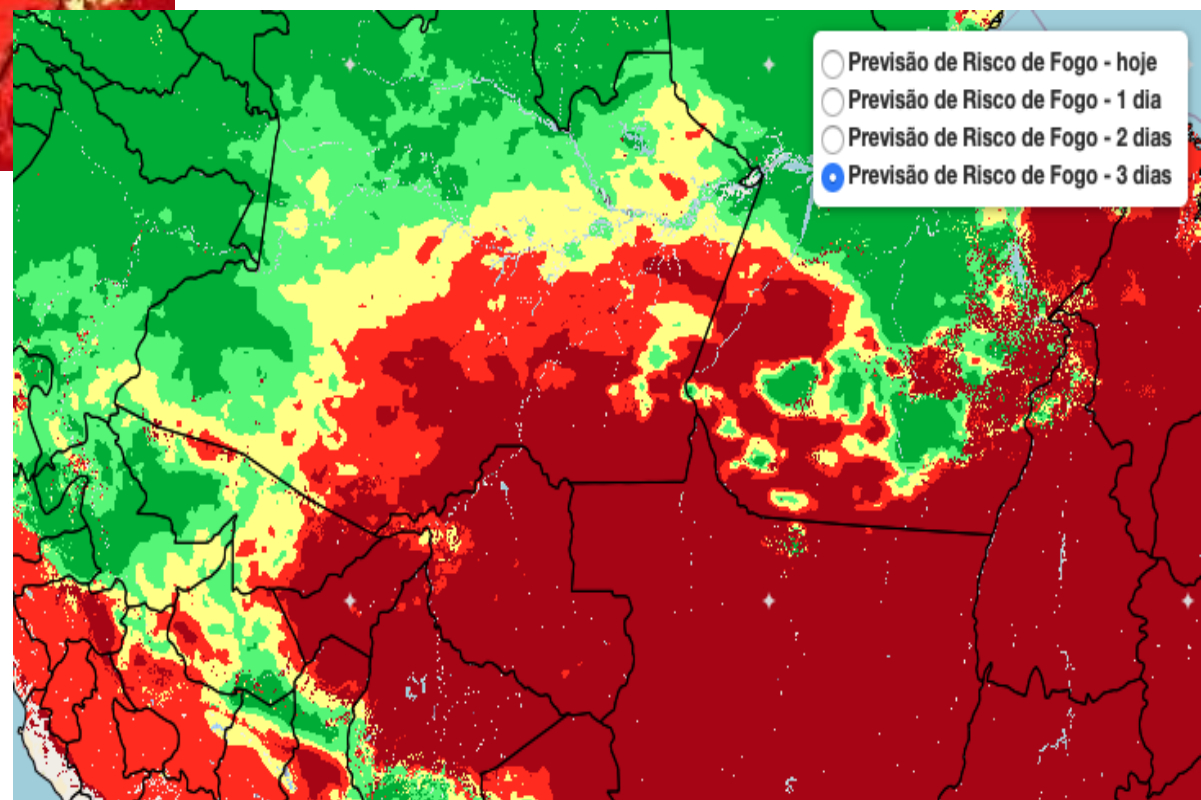 Previsão de Risco de Fogo - hoje
Previsão de Risco de Fogo - 1 dia
Previsão de Risco de Fogo - 2 dias
Previsão de Risco de Fogo - 3 dias